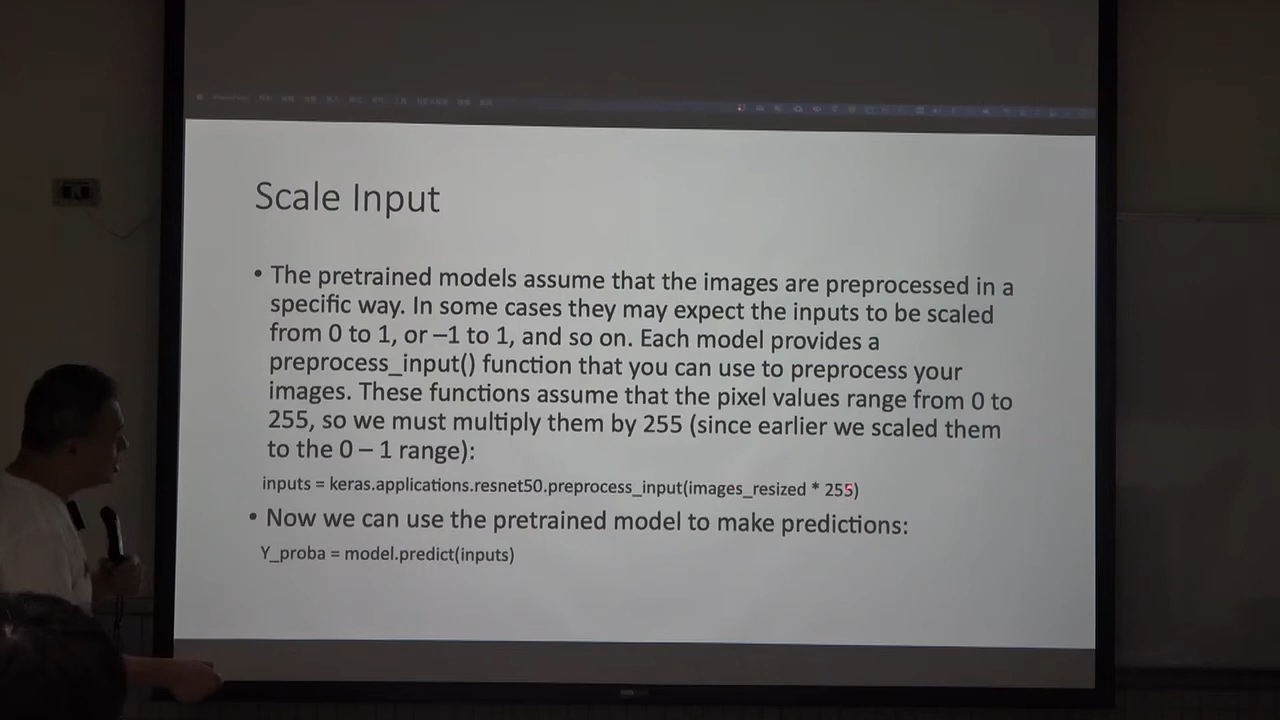 Scale Input
• The pretrained models assume that the images are preprocessed in a
specific way. In some cases they may expect the inputs to be scaled
from 0 to 1, or –1 to 1, and so on. Each model provides a
preprocess_input() function that you can use to preprocess your
images. These functions assume that the pixel values range from 0 to
255, so we must multiply them by 255 (since earlier we scaled them
to the 0 – 1 range):
inputs = keras.applications.resnet50.preprocess_input(images_resized * 255)
• Now we can use the pretrained model to make predictions:
Y_proba = model.predict(inputs)